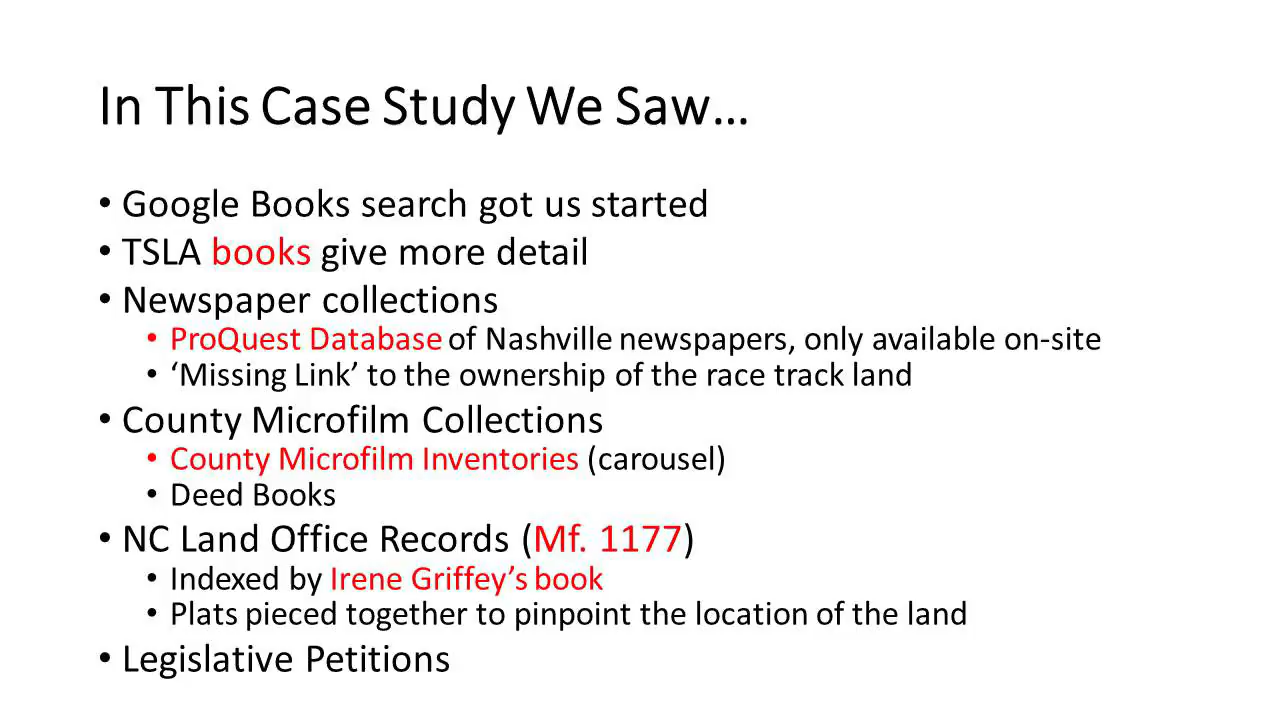 In This Case Study We Saw…
• Google Books search got us started
• TSLA books give more detail
• Newspaper collections
• ProQuest Database of Nashville newspapers, only available on-site
• ‘Missing Link’ to the ownership of the race track land
• County Microfilm Collections
• County Microfilm Inventories (carousel)
• Deed Books
• NC Land Office Records (Mf. 1177)
• Indexed by Irene Griffey’s book
• Plats pieced together to pinpoint the location of the land
• Legislative Petitions